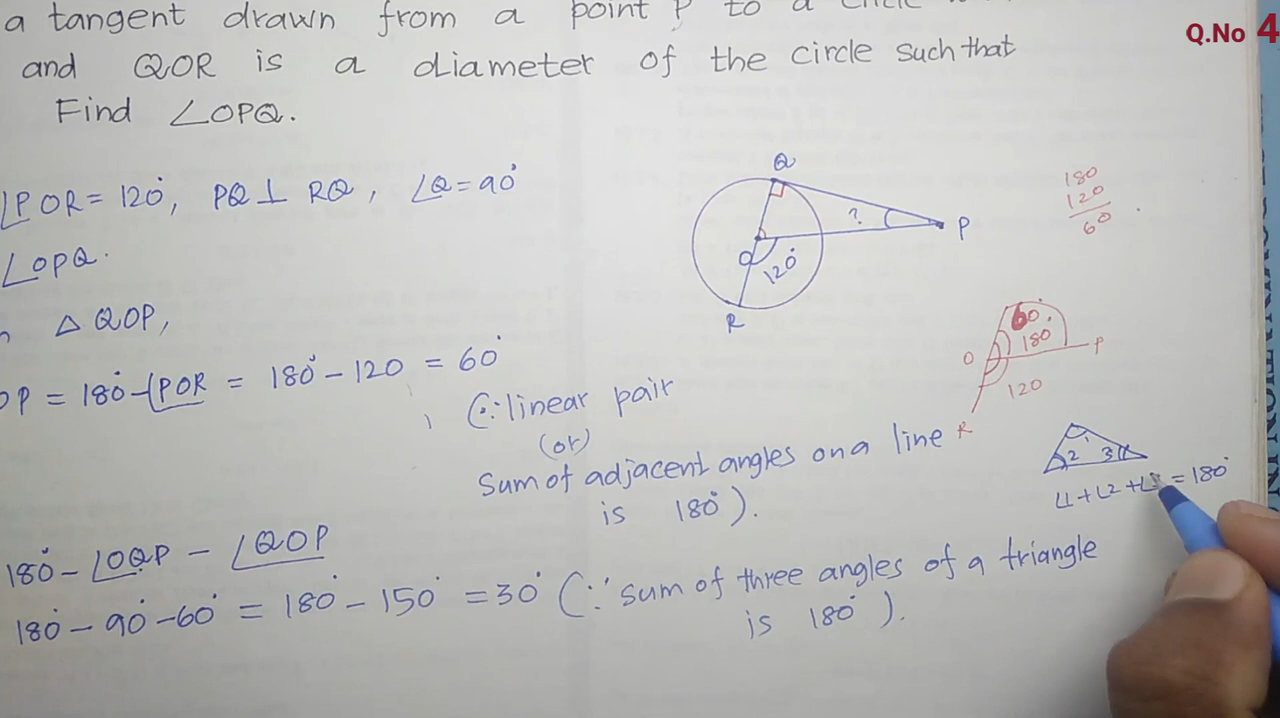 a tangent drawn from a point P to a
Q.No 4
and QOR is a diameter of the circle such that
Find ∠OPQ.
∠POR = 120°, PQ ⊥ RQ, ∠Q = 90°
∠OPQ.
△ QOP,
OP = 180° - ∠POR = 180° - 120 = 60°
(∵ linear pair
(or)
Sum of adjacent angles on a line
is 180°).
180° - ∠OQP - ∠QOP
180° - 90° - 60° = 180° - 150° = 30° (∵ sum of three angles of a triangle
is 180°).
Q
?
P
O
120°
R
180
120
60
60°
180
O
P
120
R
1
2 3
∠1 + ∠2 + ∠3 = 180°